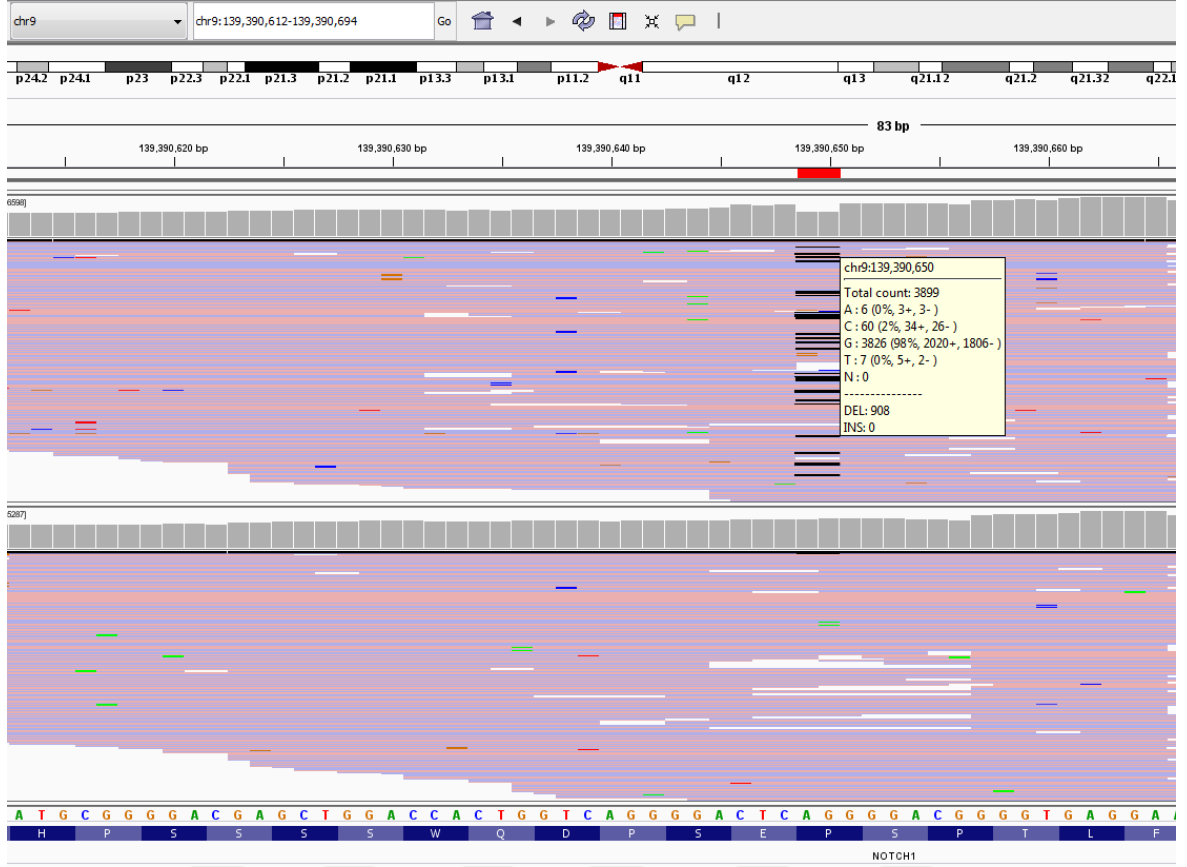 chr9 chr9:139,390,612-139,390,694 Go
p24.2 p24.1 p23 p22.3 p22.1 p21.3 p21.2 p21.1 p13.3 p13.1 p11.2 q11 q12 q13 q21.12 q21.2 q21.32 q22.1
83 bp
139,390,620 bp 139,390,630 bp 139,390,640 bp 139,390,650 bp 139,390,660 bp
6598]
chr9:139,390,650
Total count: 3899
A : 6 (0%, 3+, 3- )
C : 60 (2%, 34+, 26- )
G : 3826 (98%, 2020+, 1806- )
T : 7 (0%, 5+, 2- )
N : 0
---------------
DEL: 908
INS: 0
5287]
A T G C G G G G A C G A G C T G G A C C A C T G G T C A G G G G A C T C A G G G G A C G G G G T G A G G A A
H P S S S S W Q D P S E P S P T L F
NOTCH1